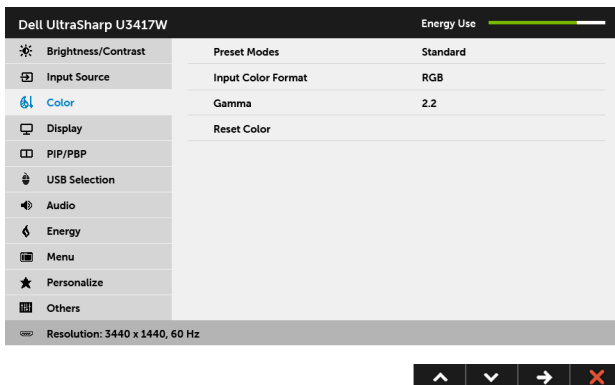 Dell UltraSharp U3417W Energy Use
Brightness/Contrast Preset Modes Standard
Input Source Input Color Format RGB
Color Gamma 2.2
Display Reset Color
PIP/PBP
USB Selection
Audio
Energy
Menu
Personalize
Others
Resolution: 3440 x 1440, 60 Hz